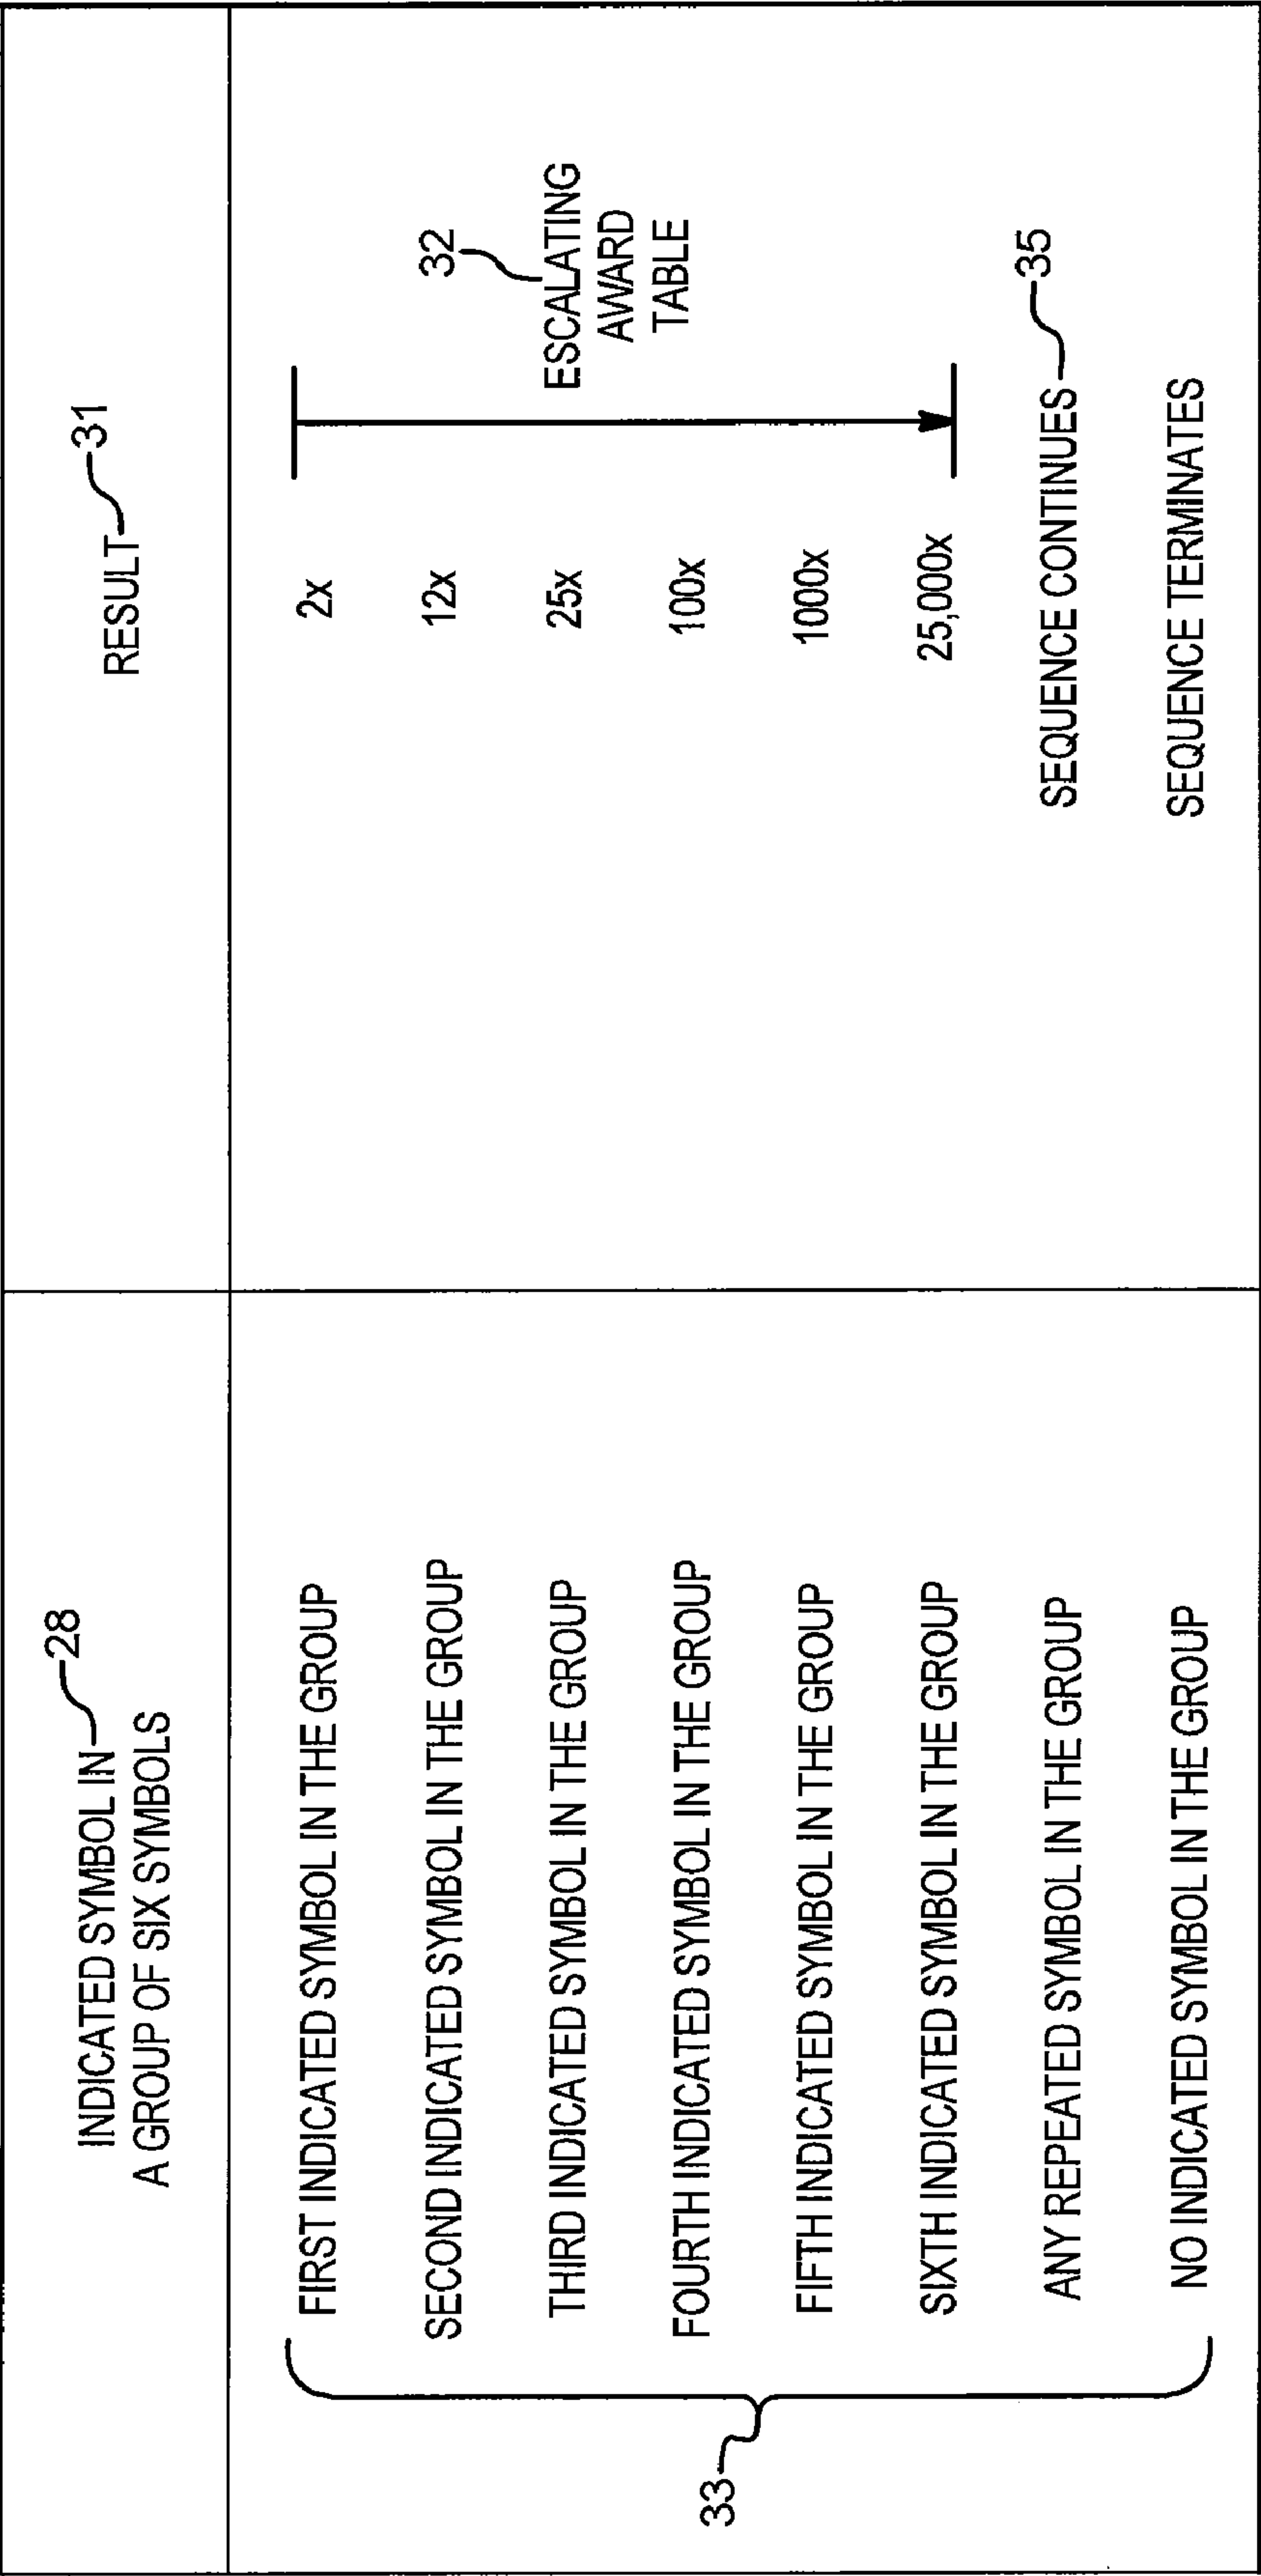 INDICATED SYMBOL IN 28
A GROUP OF SIX SYMBOLS
RESULT 31
FIRST INDICATED SYMBOL IN THE GROUP 2x
SECOND INDICATED SYMBOL IN THE GROUP 12x
32
THIRD INDICATED SYMBOL IN THE GROUP 25x
ESCALATING
AWARD
TABLE
FOURTH INDICATED SYMBOL IN THE GROUP 100x
33
FIFTH INDICATED SYMBOL IN THE GROUP 1000x
SIXTH INDICATED SYMBOL IN THE GROUP 25,000x
ANY REPEATED SYMBOL IN THE GROUP SEQUENCE CONTINUES 35
NO INDICATED SYMBOL IN THE GROUP SEQUENCE TERMINATES